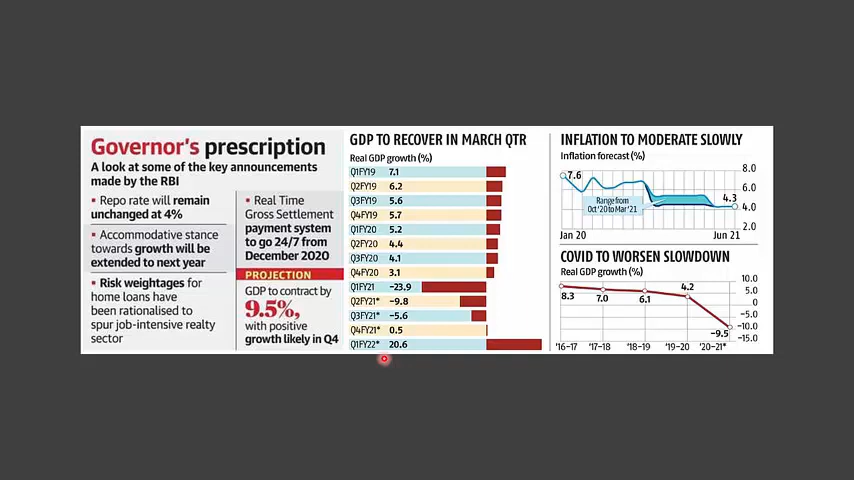 Governor's prescription
A look at some of the key announcements
made by the RBI
▪ Repo rate will remain
unchanged at 4%
▪ Accommodative stance
towards growth will be
extended to next year
▪ Risk weightages for
home loans have
been rationalised to
spur job-intensive realty
sector
▪ Real Time
Gross Settlement
payment system
to go 24/7 from
December 2020
PROJECTION
GDP to contract by
9.5%,
with positive
growth likely in Q4
GDP TO RECOVER IN MARCH QTR
Real GDP growth (%)
Q1FY19 7.1
Q2FY19 6.2
Q3FY19 5.6
Q4FY19 5.7
Q1FY20 5.2
Q2FY20 4.4
Q3FY20 4.1
Q4FY20 3.1
Q1FY21 −23.9
Q2FY21* −9.8
Q3FY21* −5.6
Q4FY21* 0.5
Q1FY22* 20.6
INFLATION TO MODERATE SLOWLY
Inflation forecast (%)
8.0
7.6
6.0
Range from
Oct '20 to Mar '21
4.3
4.0
2.0
Jan 20 Jun 21
COVID TO WORSEN SLOWDOWN
Real GDP growth (%)
10.0
5.0
0
−5.0
−10.0
−15.0
8.3 7.0 6.1 4.2 −9.5
'16−17 '17−18 '18−19 '19−20 '20−21*